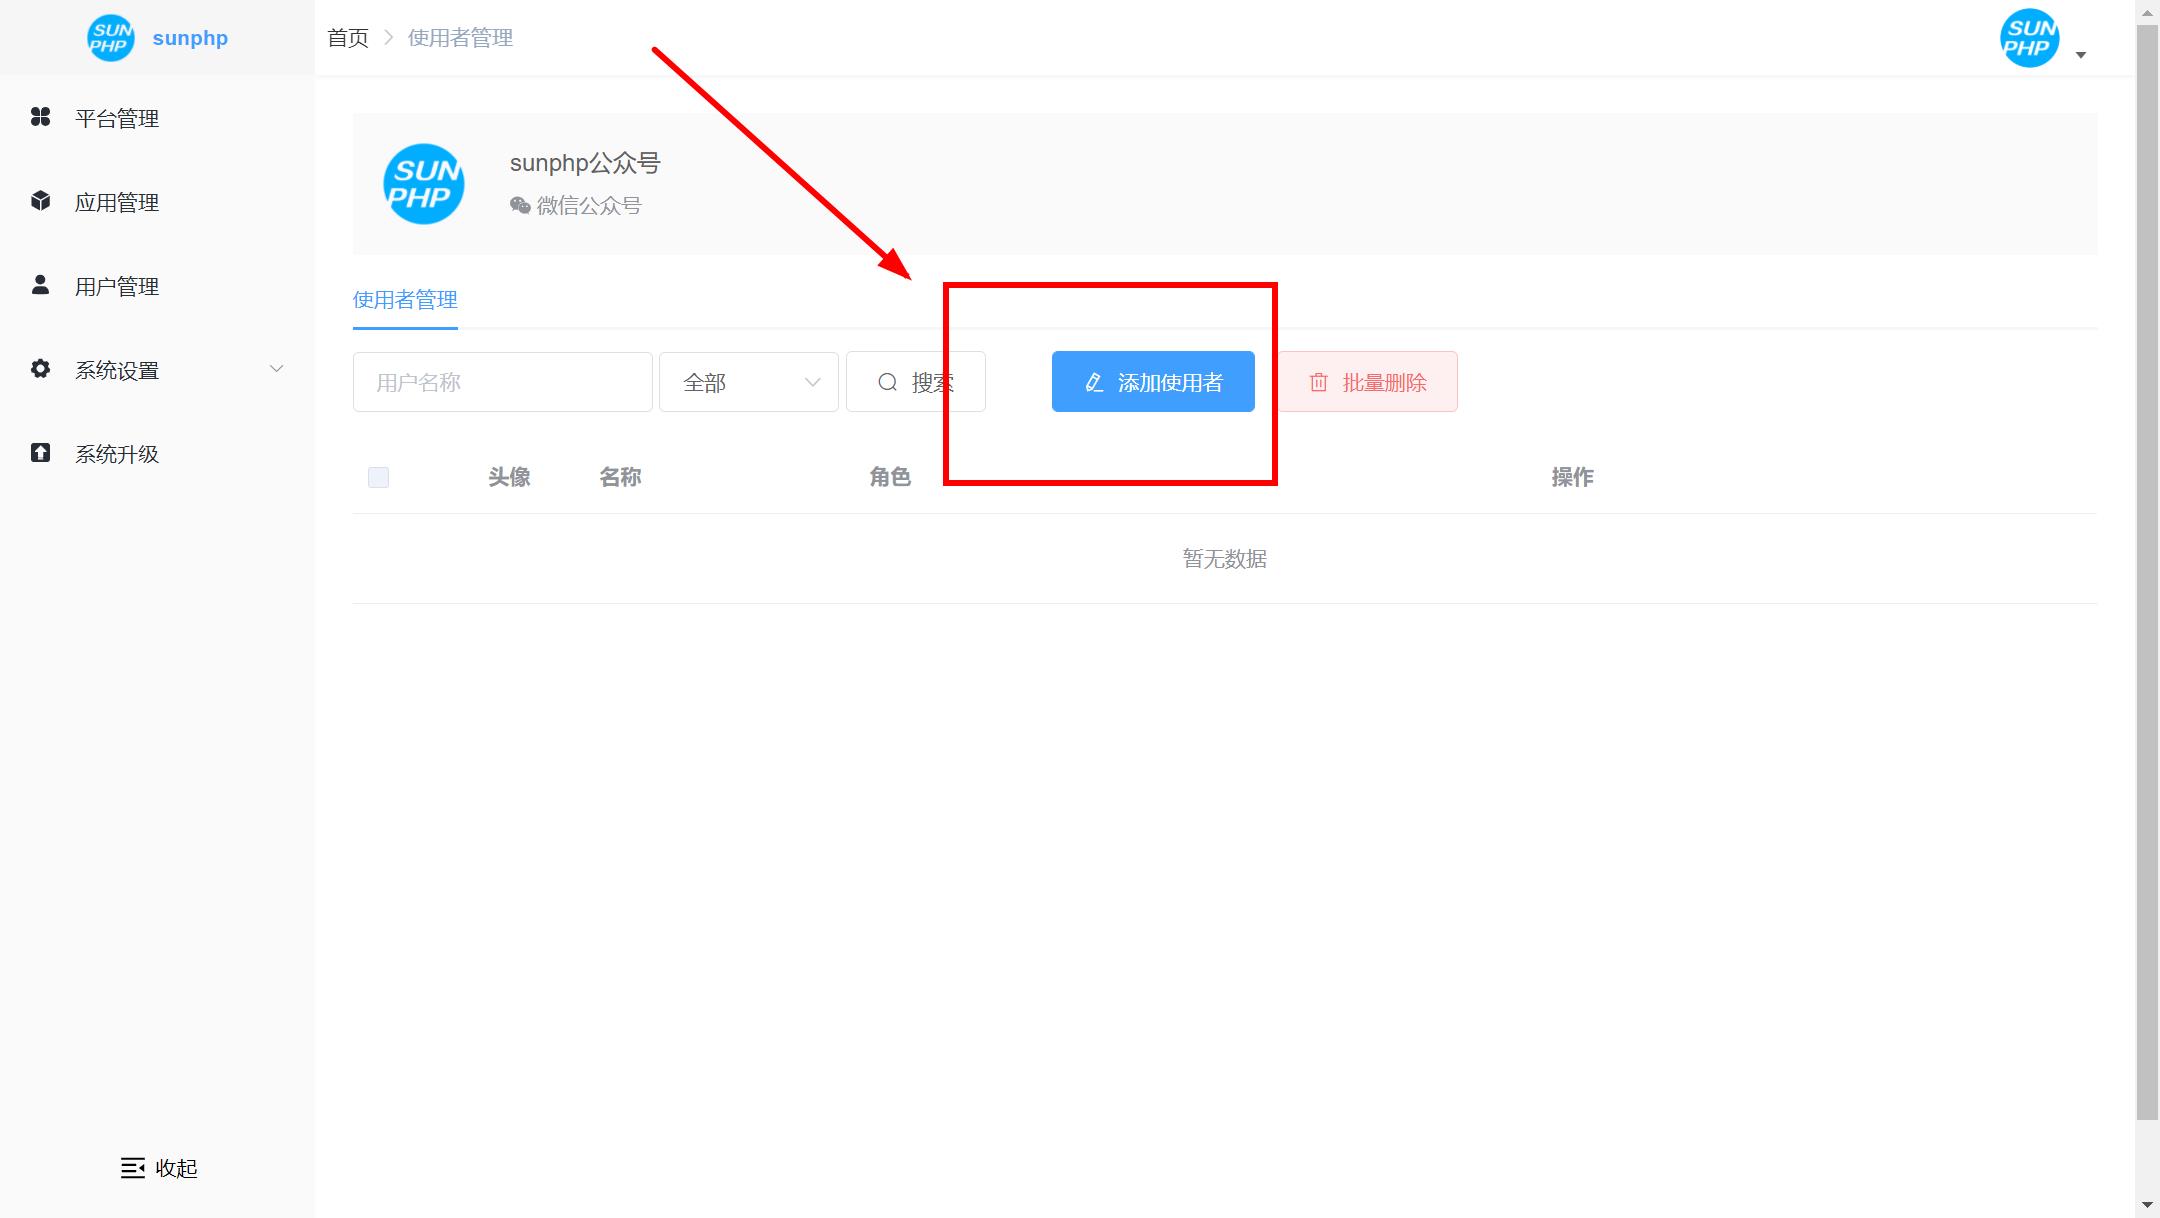 SUN PHP sunphp
首页 > 使用者管理
SUN PHP
平台管理
应用管理
用户管理
系统设置
系统升级
SUN PHP
sunphp公众号
微信公众号
使用者管理
用户名称 全部 搜索 添加使用者 批量删除
头像 名称 角色 操作
暂无数据
收起